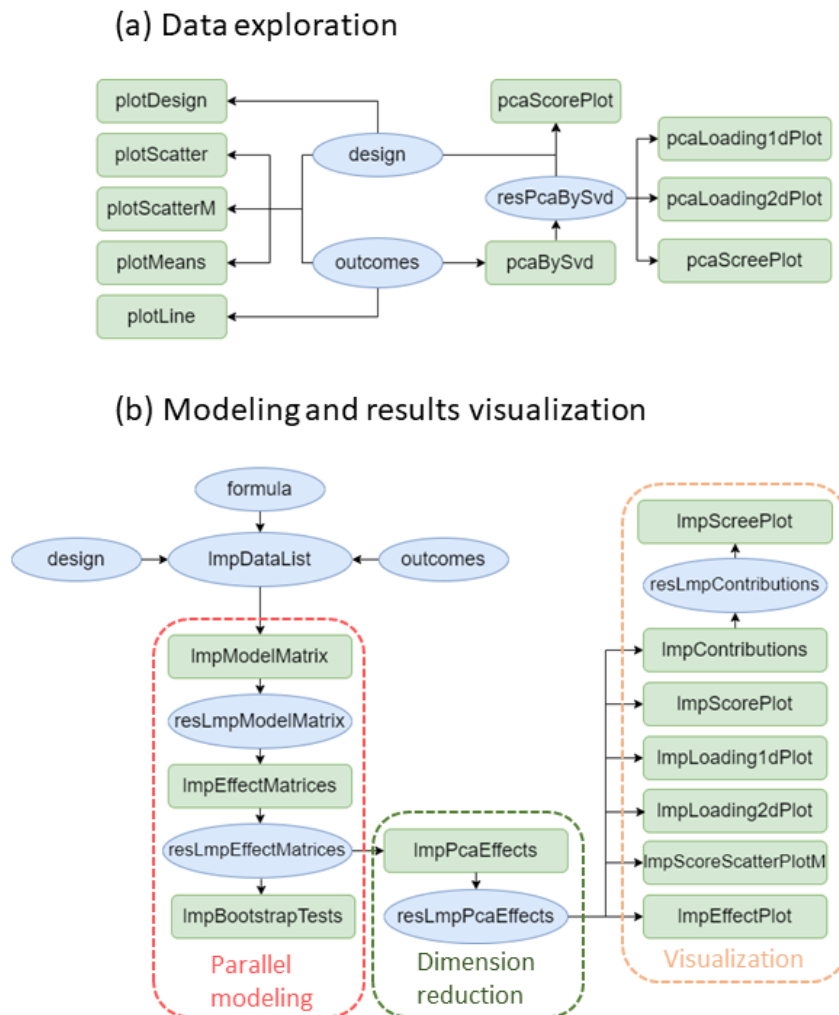 (a) Data exploration
plotDesign
pcaScorePlot
plotScatter
design
pcaLoading1dPlot
plotScatterM
resPcaBySvd
pcaLoading2dPlot
plotMeans
outcomes
pcaBySvd
pcaScreePlot
plotLine
(b) Modeling and results visualization
formula
lmpScreePlot
design
lmpDataList
outcomes
resLmpContributions
lmpModelMatrix
lmpContributions
resLmpModelMatrix
lmpScorePlot
lmpEffectMatrices
lmpLoading1dPlot
lmpLoading2dPlot
resLmpEffectMatrices
lmpPcaEffects
lmpScoreScatterPlotM
lmpBootstrapTests
resLmpPcaEffects
lmpEffectPlot
Parallel
modeling
Dimension
reduction
Visualization